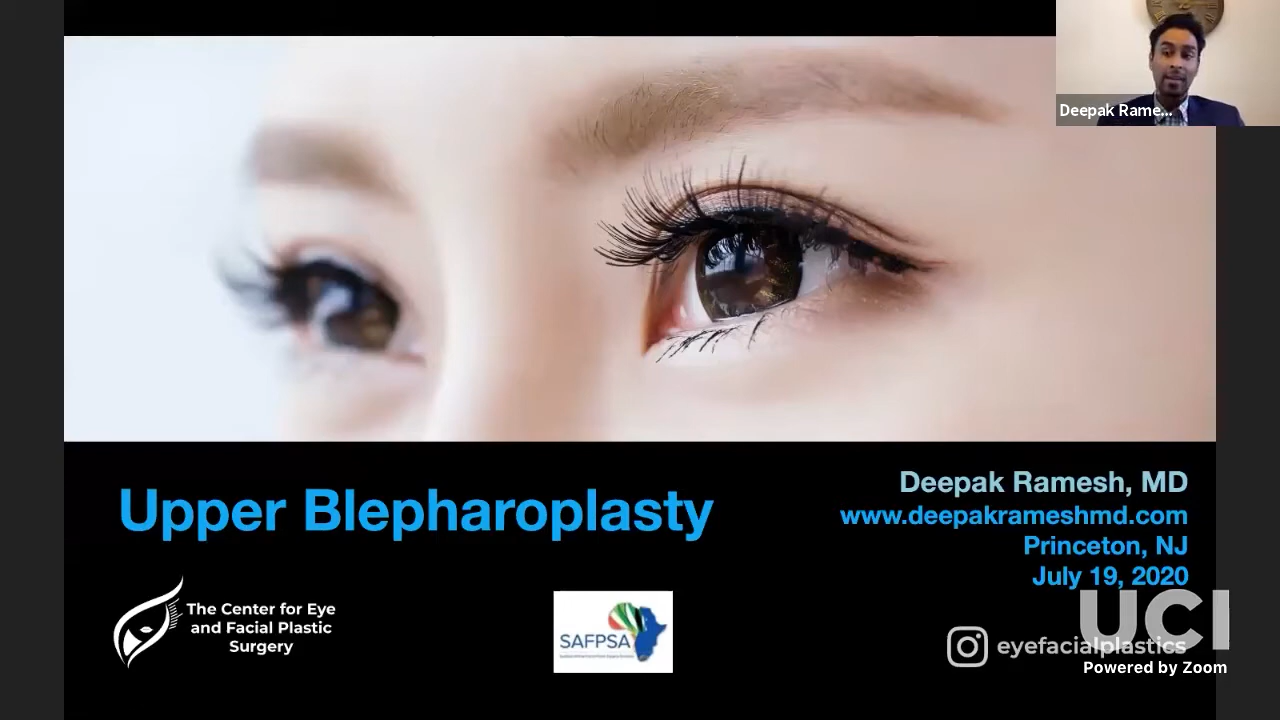 Deepak Rame...
Upper Blepharoplasty
Deepak Ramesh, MD
www.deepakrameshmd.com
Princeton, NJ
July 19, 2020
The Center for Eye
and Facial Plastic
Surgery
SAFPSA
eyefacialplastics
UCI
Powered by Zoom